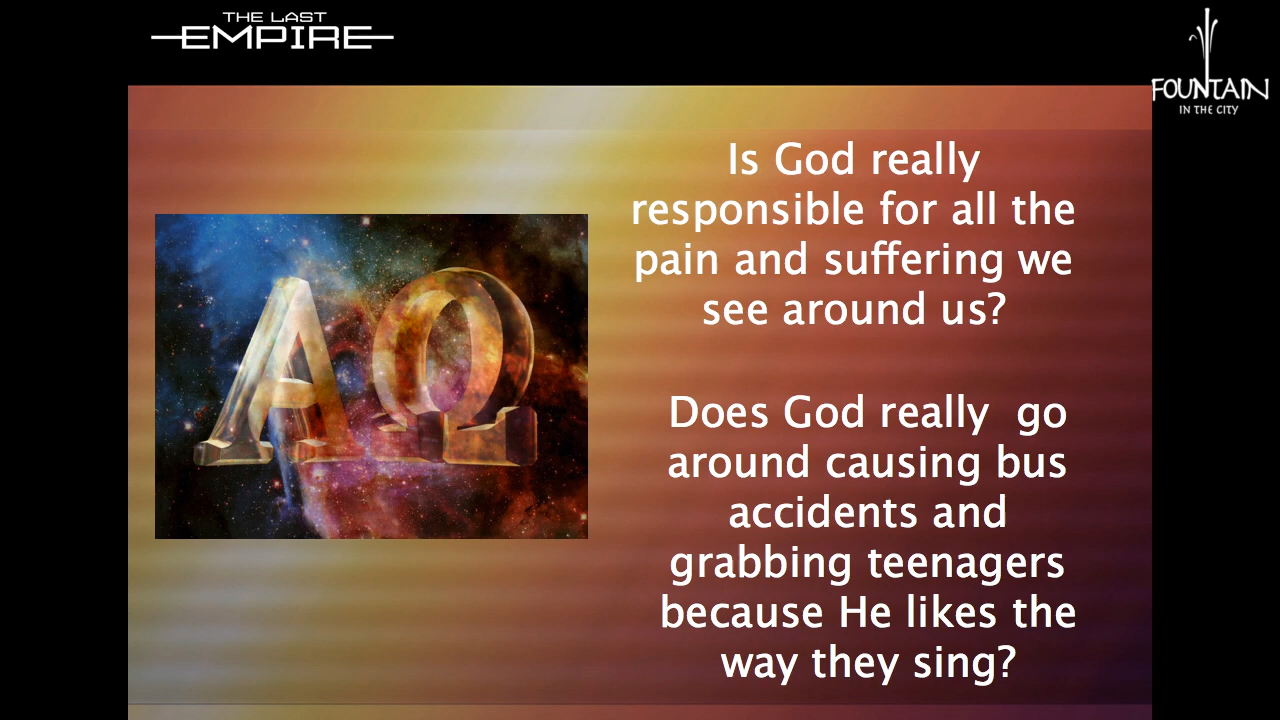 THE LAST
EMPIRE
FOUNTAIN
IN THE CITY
Is God really
responsible for all the
pain and suffering we
see around us?
Does God really  go
around causing bus
accidents and
grabbing teenagers
because He likes the
way they sing?
ΑΩ